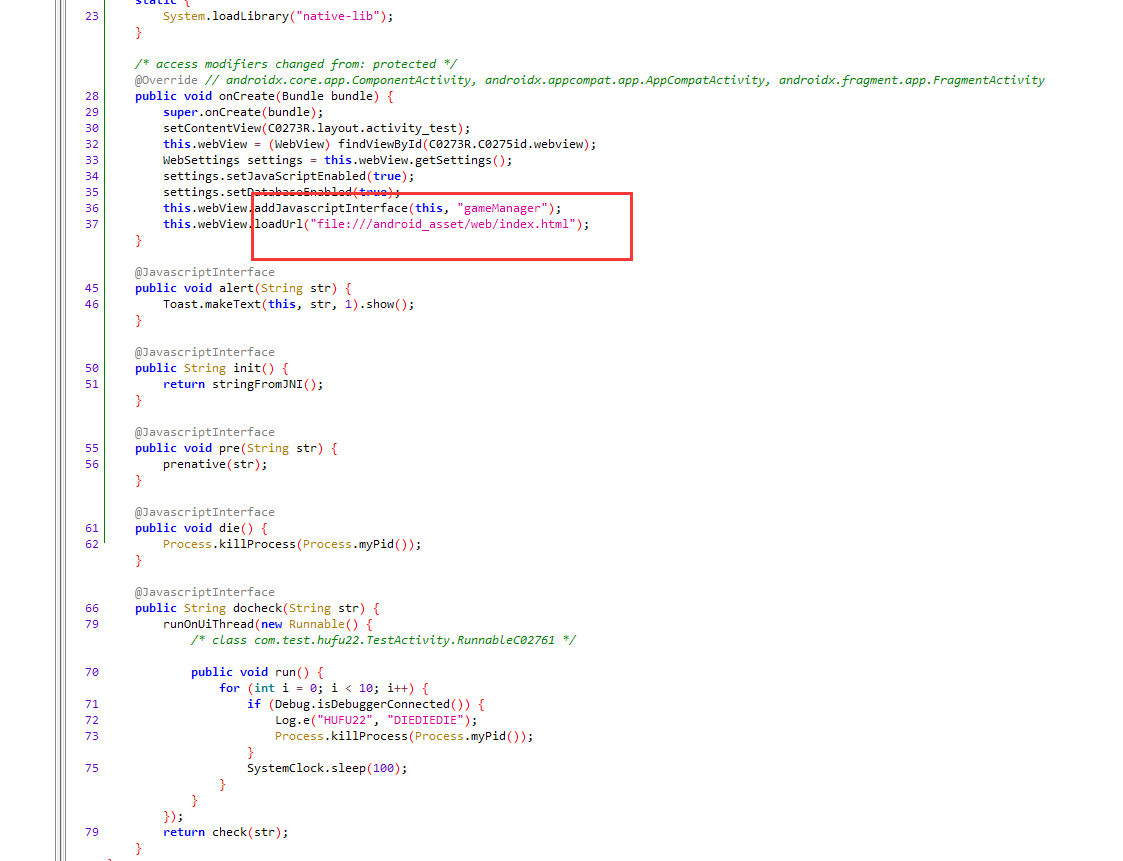 static {
23 System.loadLibrary("native-lib");
}
/* access modifiers changed from: protected */
@Override // androidx.core.app.ComponentActivity, androidx.appcompat.app.AppCompatActivity, androidx.fragment.app.FragmentActivity
28 public void onCreate(Bundle bundle) {
29 super.onCreate(bundle);
30 setContentView(C0273R.layout.activity_test);
32 this.webView = (WebView) findViewById(C0273R.C0275id.webview);
33 WebSettings settings = this.webView.getSettings();
34 settings.setJavaScriptEnabled(true);
35 settings.setDatabaseEnabled(true);
36 this.webView.addJavascriptInterface(this, "gameManager");
37 this.webView.loadUrl("file:///android_asset/web/index.html");
}
@JavascriptInterface
45 public void alert(String str) {
46 Toast.makeText(this, str, 1).show();
}
@JavascriptInterface
50 public String init() {
51 return stringFromJNI();
}
@JavascriptInterface
55 public void pre(String str) {
56 prenative(str);
}
@JavascriptInterface
61 public void die() {
62 Process.killProcess(Process.myPid());
}
@JavascriptInterface
66 public String docheck(String str) {
79 runOnUiThread(new Runnable() {
/* class com.test.hufu22.TestActivity.RunnableC02761 */
70 public void run() {
for (int i = 0; i < 10; i++) {
71 if (Debug.isDebuggerConnected()) {
72 Log.e("HUFU22", "DIEDIEDIE");
73 Process.killProcess(Process.myPid());
}
75 SystemClock.sleep(100);
}
}
});
79 return check(str);
}